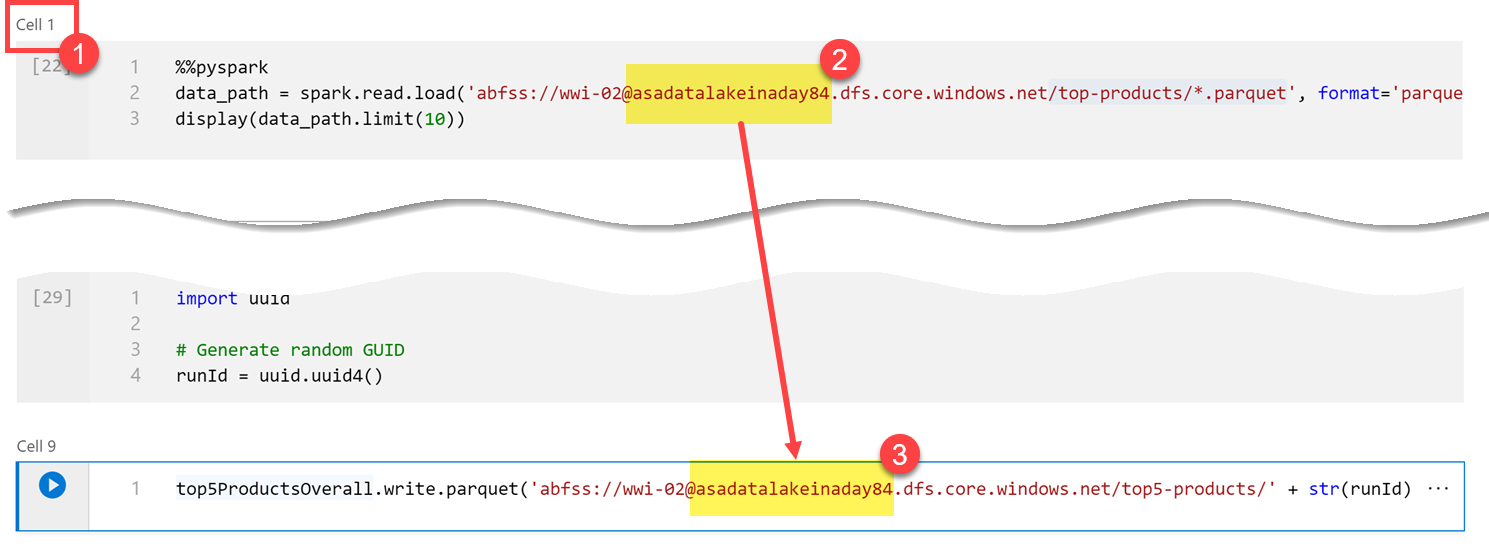 Cell 1
1
2
[22]
1 %%pyspark
2 data_path = spark.read.load('abfss://wwi-02@asadatalakeinaday84.dfs.core.windows.net/top-products/*.parquet', format='parque
3 display(data_path.limit(10))
[29]
1 import uuid
2
3 # Generate random GUID
4 runId = uuid.uuid4()
Cell 9
3
1 top5ProductsOverall.write.parquet('abfss://wwi-02@asadatalakeinaday84.dfs.core.windows.net/top5-products/' + str(runId) ···